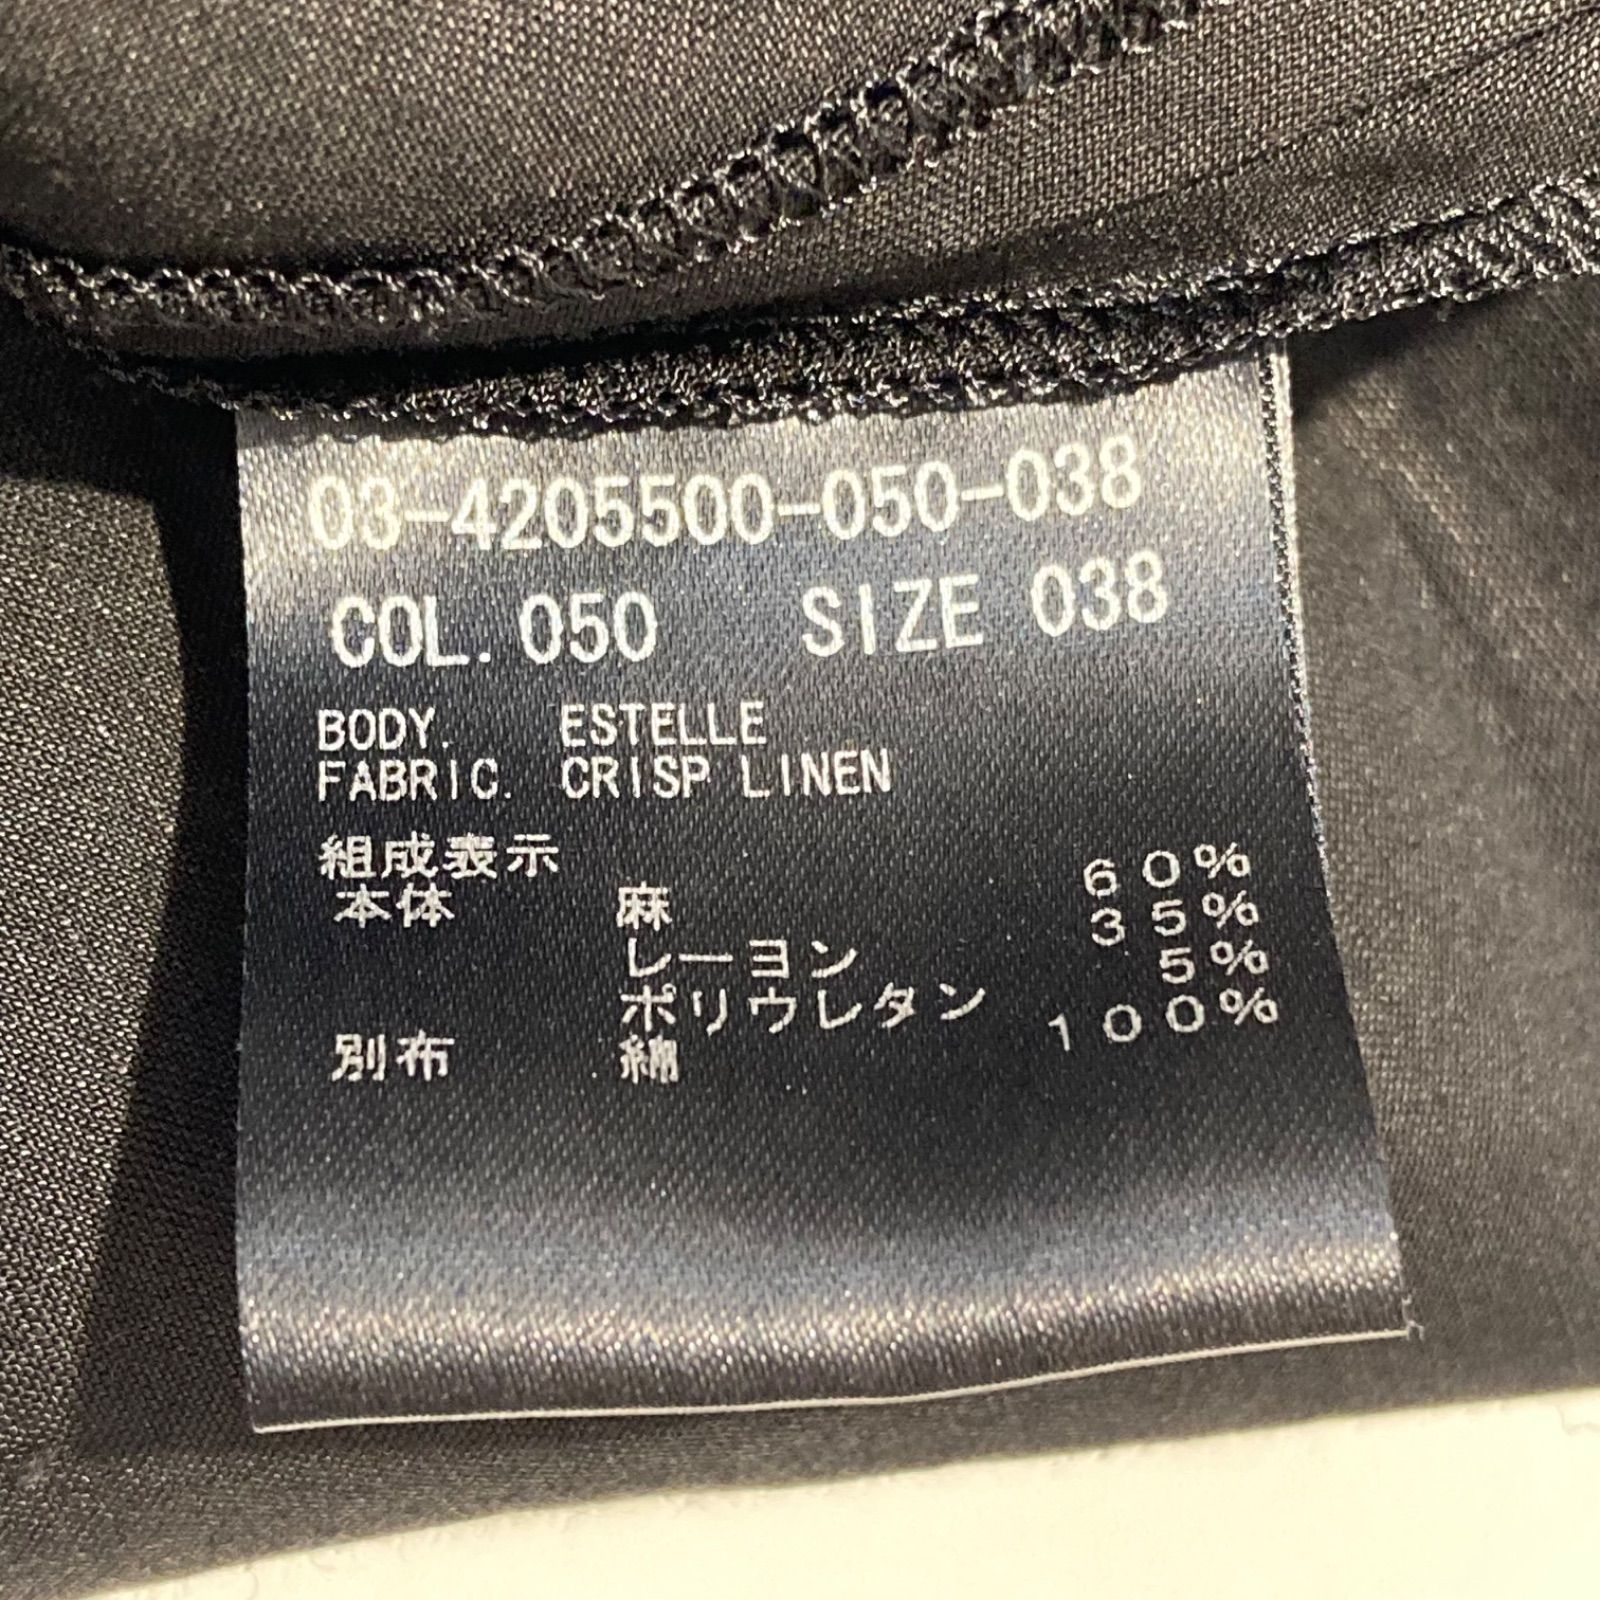 03-4205500-050-038
COL. 050 SIZE 038
BODY. ESTELLE
FABRIC. CRISP LINEN
組成表示
本体 麻 60%
レーヨン 35%
ポリウレタン 5%
別布 綿 100%